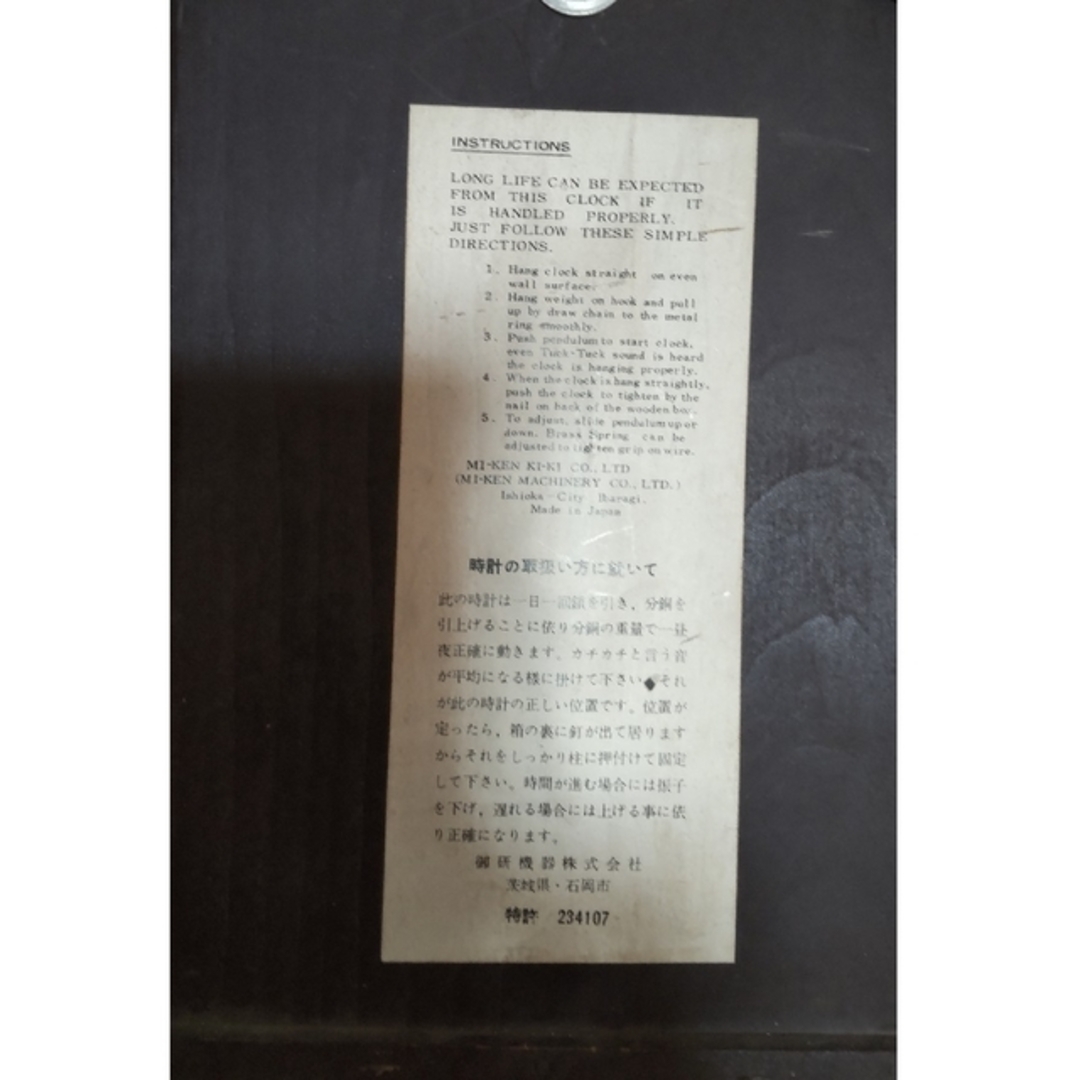 INSTRUCTIONS
LONG LIFE CAN BE EXPECTED
FROM THIS CLOCK IF IT
IS HANDLED PROPERLY.
JUST FOLLOW THESE SIMPLE
DIRECTIONS.
1. Hang clock straight on even
wall surface.
2. Hang weight on hook and pull
up by draw chain to the metal
ring smoothly.
3. Push pendulum to start clock,
even Tuck-Tuck sound is heard
the clock is hanging properly.
4. When the clock is hang straightly,
push the clock to tighten by the
nail on back of the wooden box.
5. To adjust, slide pendulum up or
down. Brass Spring can be
adjusted to tighten grip on wire.
MI-KEN KI-KI CO., LTD
(MI-KEN MACHINERY CO., LTD.)
Ishioka City Ibaragi.
Made in Japan
時計の取扱い方に就いて
此の時計は一日一回鎖を引き、分銅を
引上げることに依り分銅の重量で一昼
夜正確に動きます。カチカチと言う音
が平均になる様に掛けて下さい それ
が此の時計の正しい位置です。位置が
定ったら、箱の裏に釘が出て居ります
からそれをしっかり柱に押付けて固定
して下さい。時間が進む場合には振子
を下げ、遅れる場合には上げる事に依
り正確になります。
御研機器株式会社
茨城県・石岡市
特許 234107